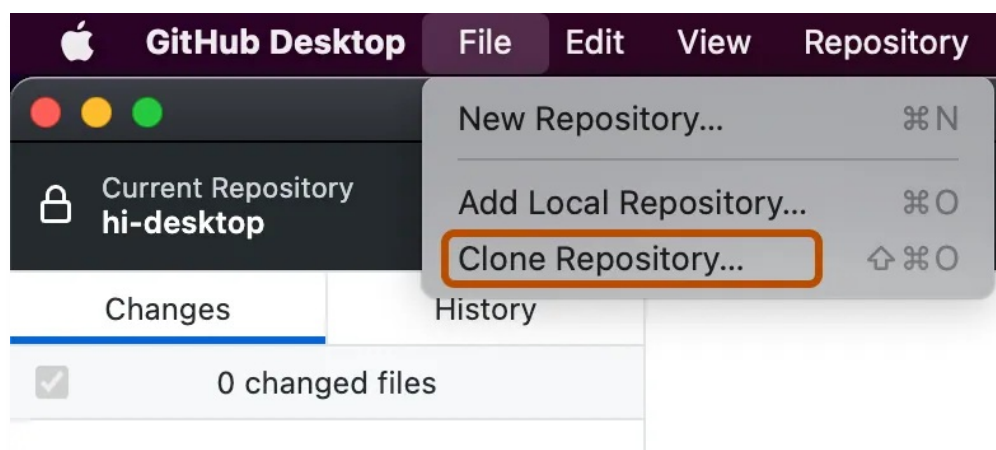 GitHub Desktop File Edit View Repository
New Repository... ⌘N
Current Repository
hi-desktop
Add Local Repository... ⌘O
Clone Repository... ⇧⌘O
Changes History
0 changed files